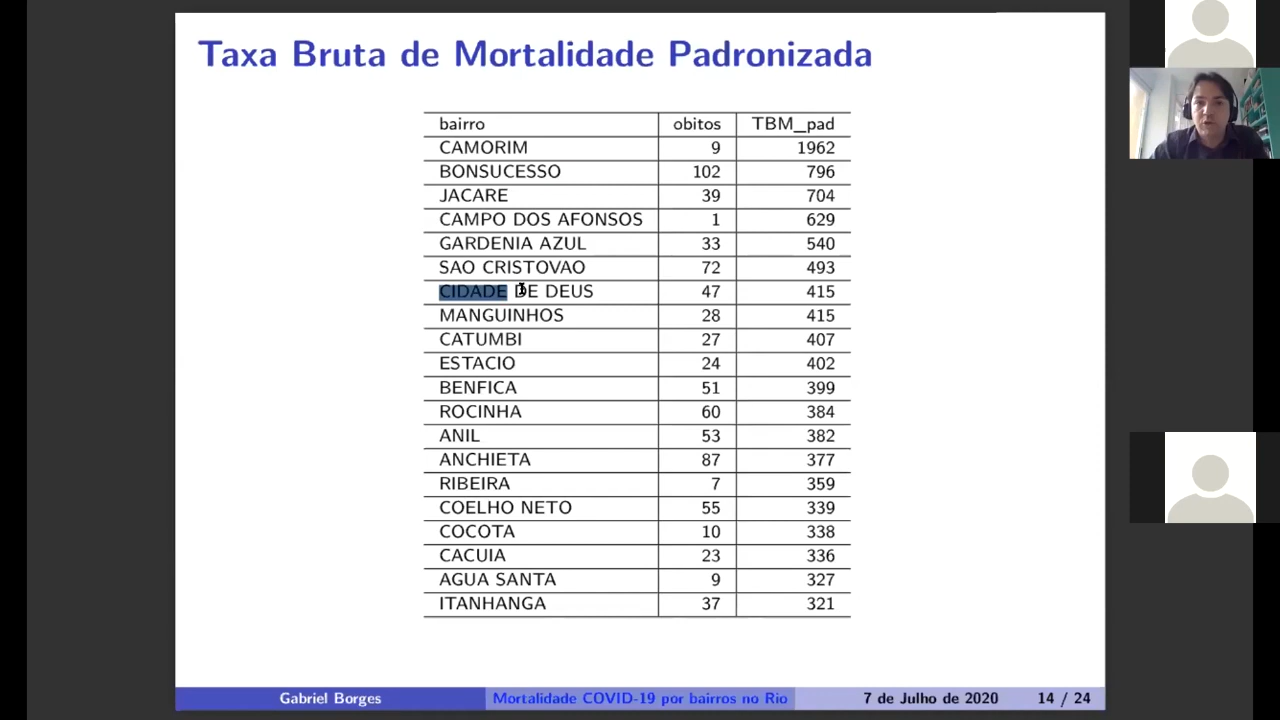 Taxa Bruta de Mortalidade Padronizada
bairro obitos TBM_pad
CAMORIM 9 1962
BONSUCESSO 102 796
JACARE 39 704
CAMPO DOS AFONSOS 1 629
GARDENIA AZUL 33 540
SAO CRISTOVAO 72 493
CIDADE DE DEUS 47 415
MANGUINHOS 28 415
CATUMBI 27 407
ESTACIO 24 402
BENFICA 51 399
ROCINHA 60 384
ANIL 53 382
ANCHIETA 87 377
RIBEIRA 7 359
COELHO NETO 55 339
COCOTA 10 338
CACUIA 23 336
AGUA SANTA 9 327
ITANHANGA 37 321
Gabriel Borges Mortalidade COVID-19 por bairros no Rio 7 de Julho de 2020 14 / 24